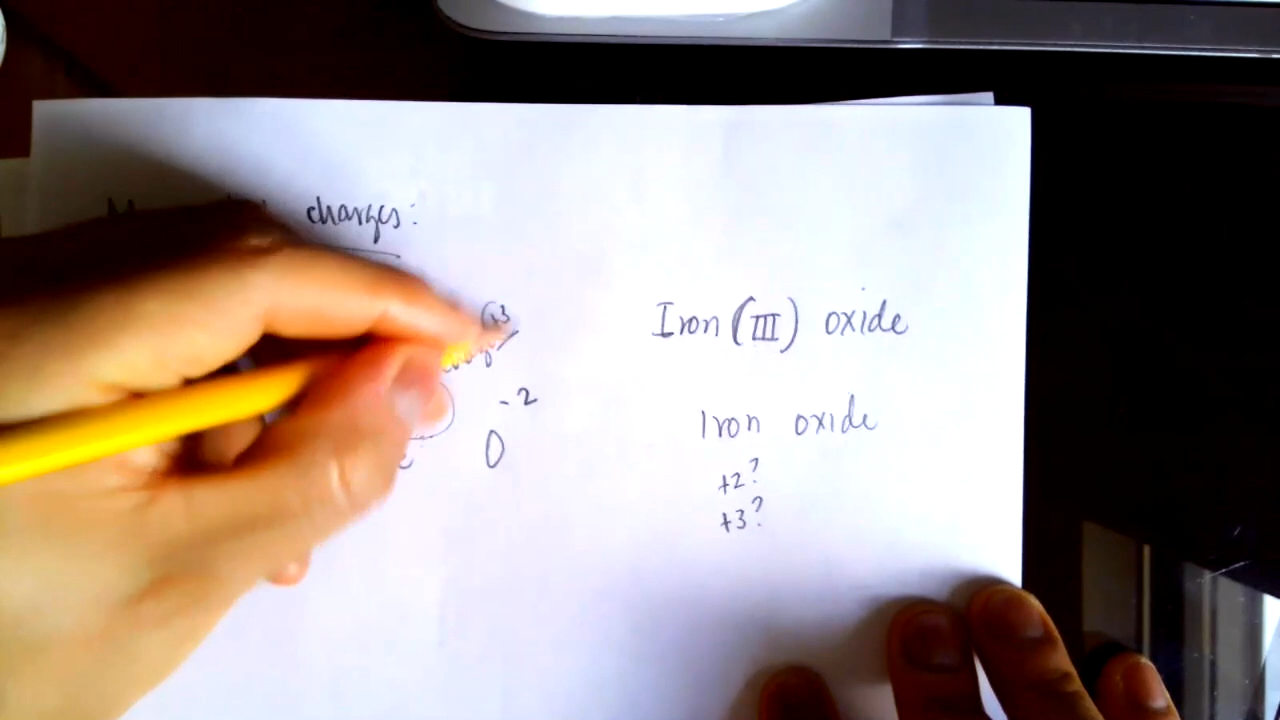 charges:
+3
Iron (III) oxide
-2
Iron oxide
O
+2?
+3?